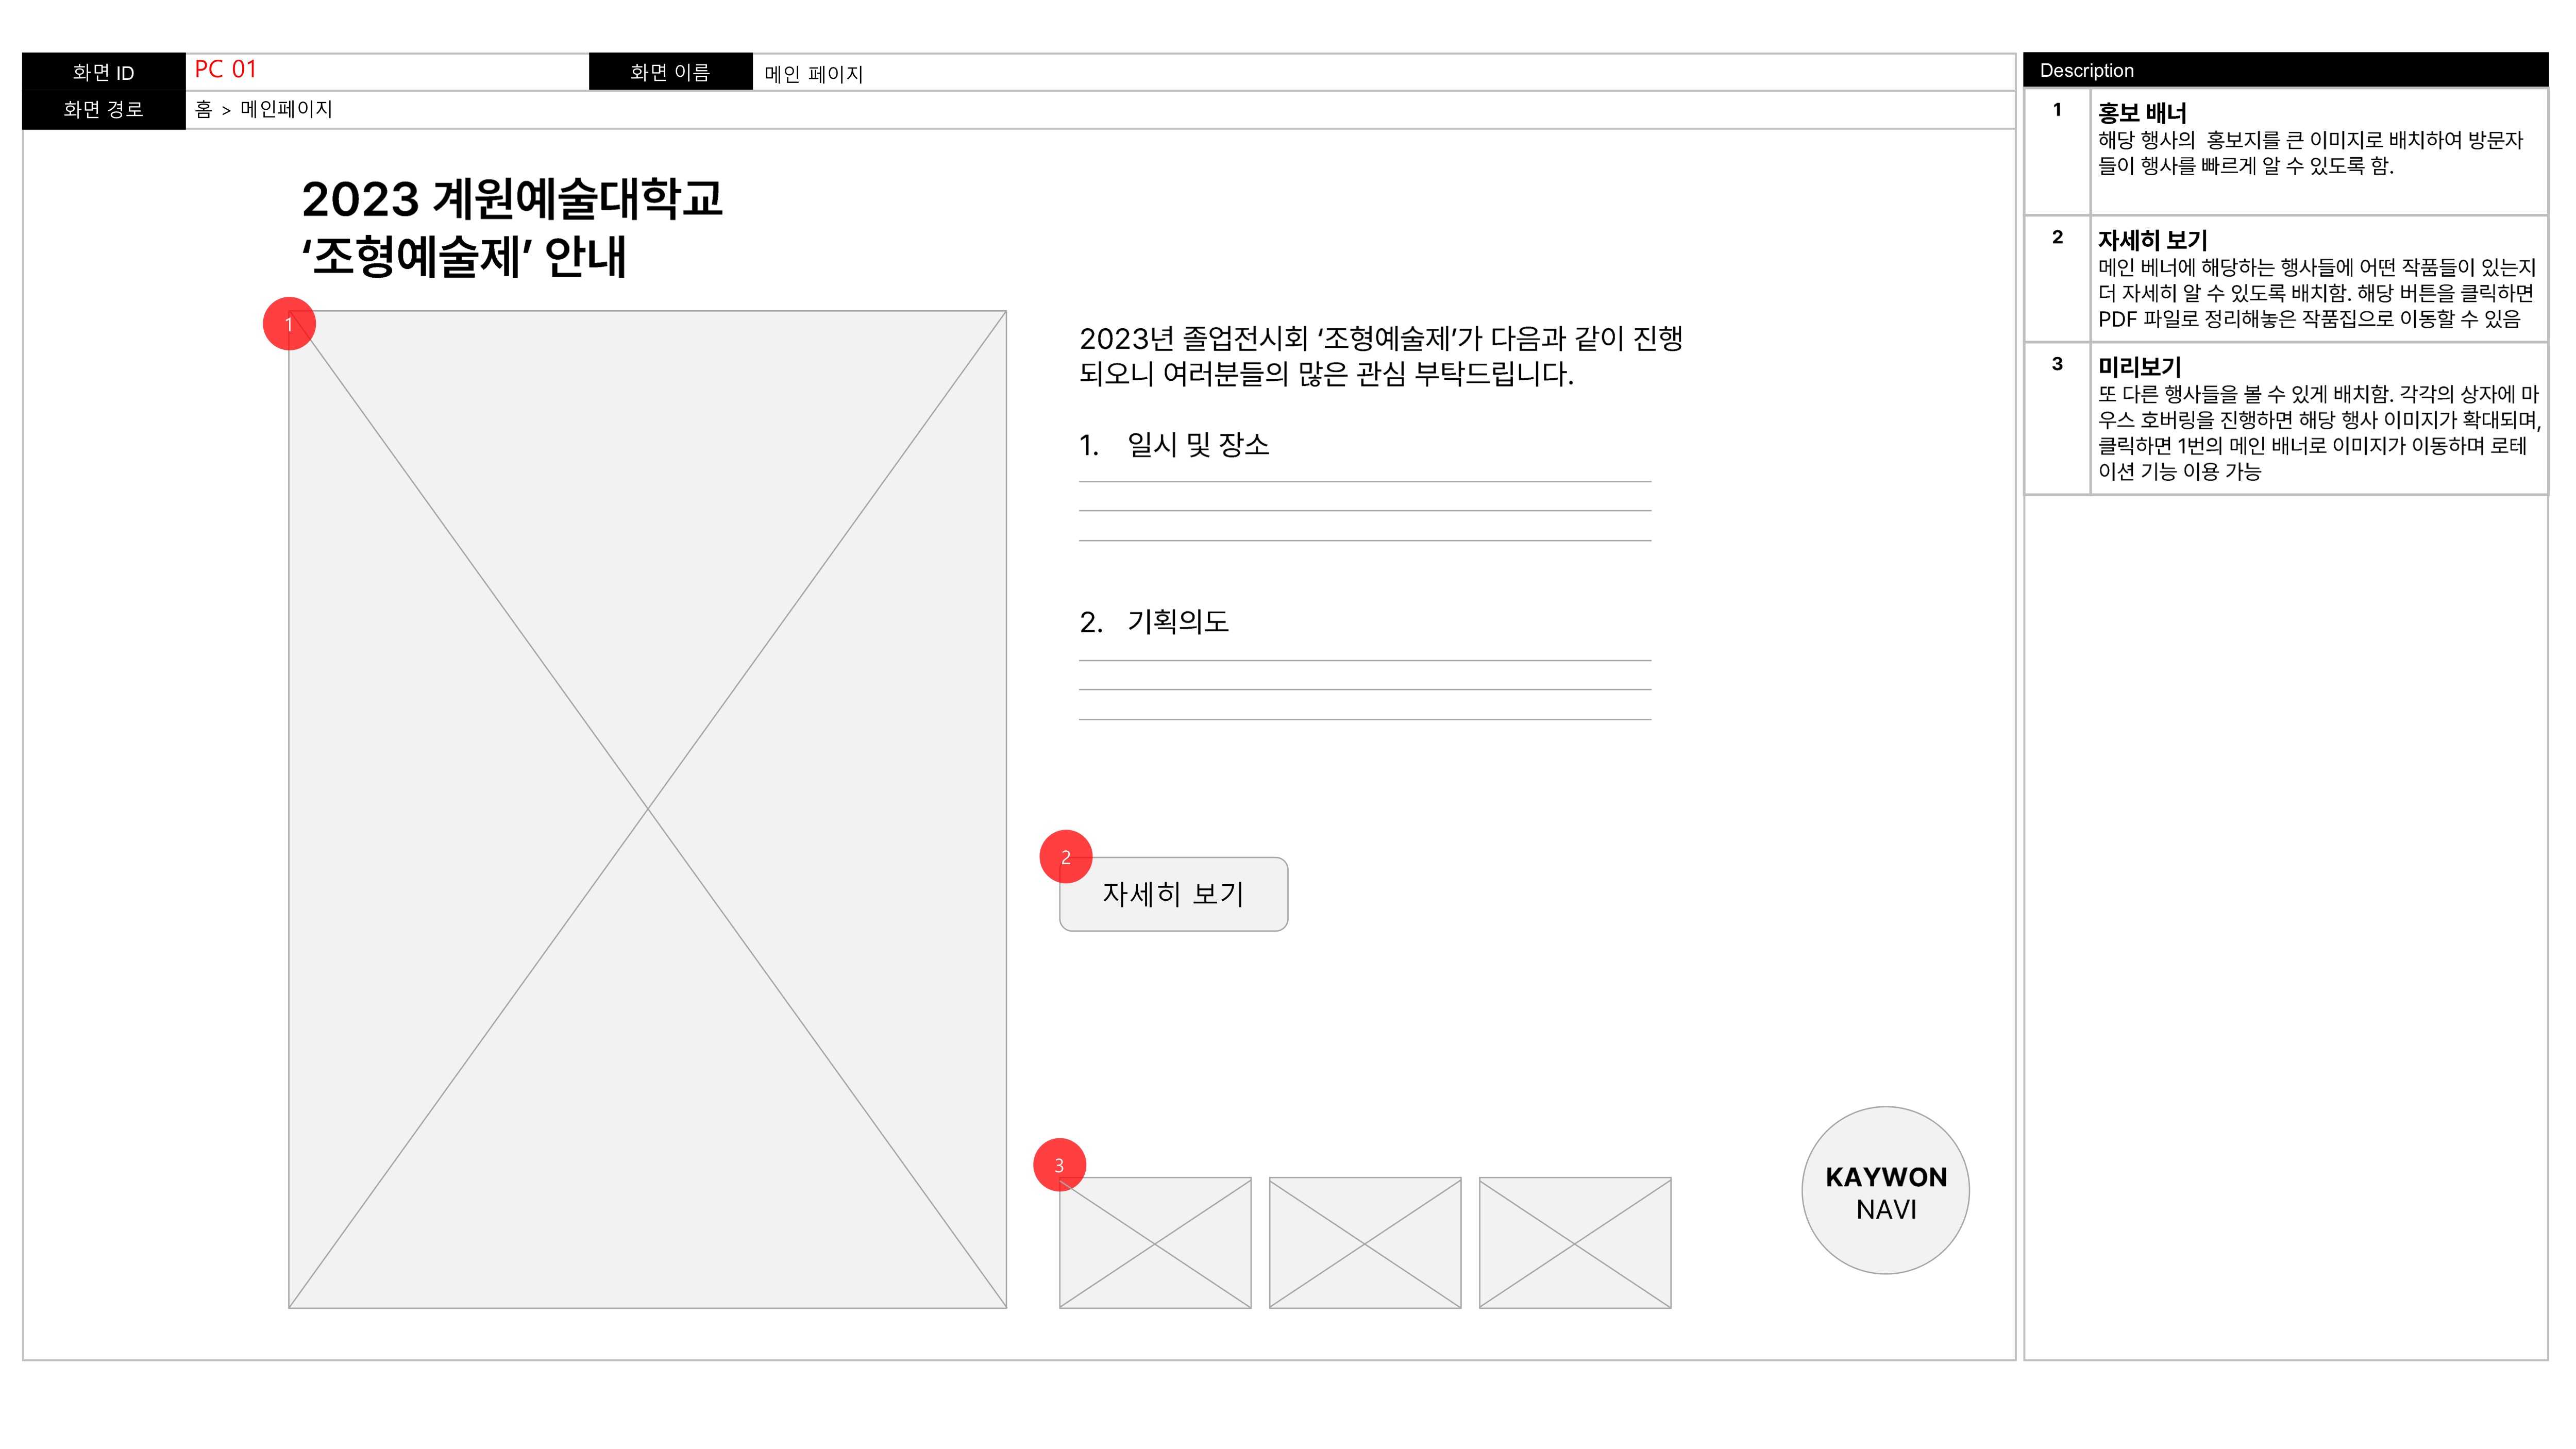 화면 ID
PC 01
화면 이름
메인 페이지
화면 경로
홈 > 메인페이지
2023 계원예술대학교
‘조형예술제’ 안내
1
2023년 졸업전시회 ‘조형예술제’가 다음과 같이 진행
되오니 여러분들의 많은 관심 부탁드립니다.
1. 일시 및 장소
2. 기획의도
2
자세히 보기
3
KAYWON
NAVI
Description
1
홍보 배너
해당 행사의 홍보지를 큰 이미지로 배치하여 방문자
들이 행사를 빠르게 알 수 있도록 함.
2
자세히 보기
메인 베너에 해당하는 행사들에 어떤 작품들이 있는지
더 자세히 알 수 있도록 배치함. 해당 버튼을 클릭하면
PDF 파일로 정리해놓은 작품집으로 이동할 수 있음
3
미리보기
또 다른 행사들을 볼 수 있게 배치함. 각각의 상자에 마
우스 호버링을 진행하면 해당 행사 이미지가 확대되며,
클릭하면 1번의 메인 배너로 이미지가 이동하며 로테
이션 기능 이용 가능